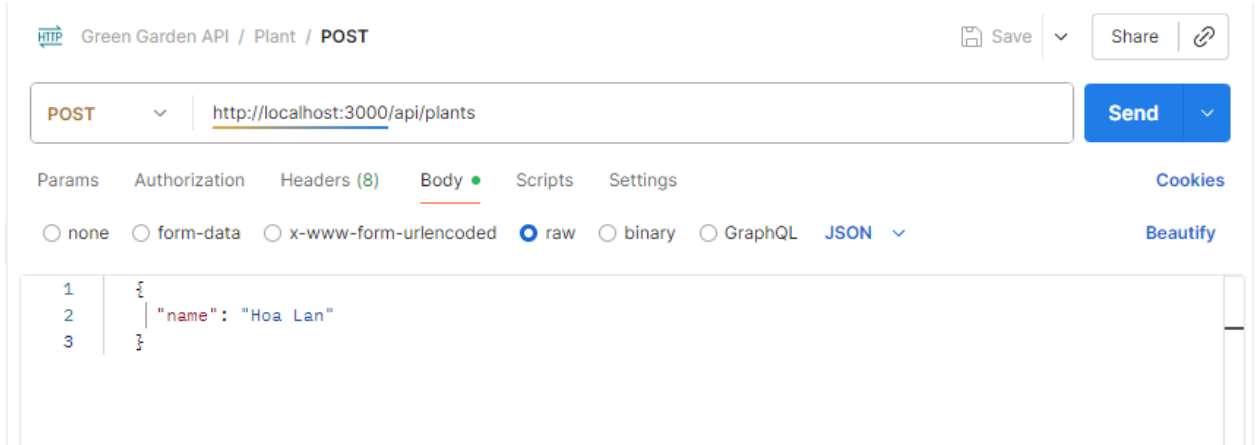 HTTP Green Garden API / Plant / POST Save Share
POST http://localhost:3000/api/plants Send
Params Authorization Headers (8) Body Scripts Settings Cookies
none form-data x-www-form-urlencoded raw binary GraphQL JSON Beautify
1 {
2 "name": "Hoa Lan"
3 }